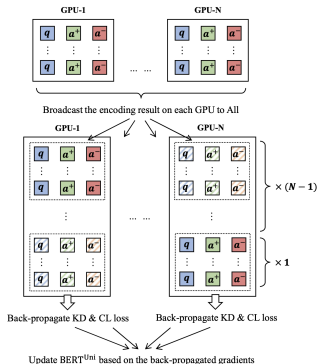 GPU-1 GPU-N
q a⁺ a⁻ q a⁺ a⁻
⋮ ⋮ ⋮ ⋮ ⋮ ⋮
q a⁺ a⁻ q a⁺ a⁻
... ...
Broadcast the encoding result on each GPU to All
GPU-1 GPU-N
q a⁺ a⁻ q a⁺ a⁻
⋮ ⋮ ⋮ ⋮ ⋮ ⋮
q a⁺ a⁻ q a⁺ a⁻
× (N − 1)
⋮ ... ... ⋮
q a⁺ a⁻ q a⁺ a⁻
⋮ ⋮ ⋮ ⋮ ⋮ ⋮ × 1
q a⁺ a⁻ q a⁺ a⁻
Back-propagate KD & CL loss Back-propagate KD & CL loss
Update BERTᵁⁿⁱ based on the back-propagated gradients